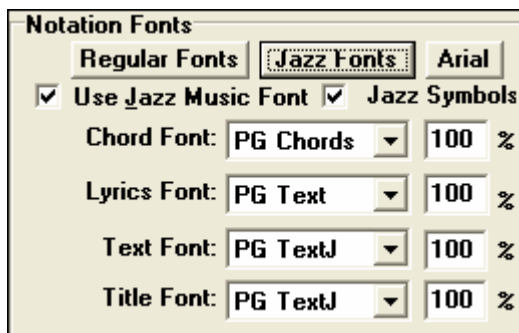 Notation Fonts
Regular Fonts Jazz Fonts Arial
Use Jazz Music Font Jazz Symbols
Chord Font: PG Chords 100 %
Lyrics Font: PG Text 100 %
Text Font: PG TextJ 100 %
Title Font: PG TextJ 100 %